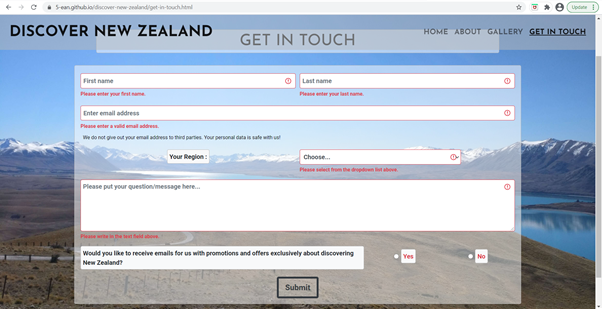 5-ean.github.io/discover-new-zealand/get-in-touch.html
Update
DISCOVER NEW ZEALAND
HOME ABOUT GALLERY GET IN TOUCH
GET IN TOUCH
First name
Last name
Please enter your first name.
Please enter your last name.
Enter email address
Please enter a valid email address.
We do not give out your email address to third parties. Your personal data is safe with us!
Your Region :
Choose...
Please select from the dropdown list above.
Please put your question/message here...
Please write in the text field above.
Would you like to receive emails for us with promotions and offers exclusively about discovering
New Zealand?
Yes
No
Submit